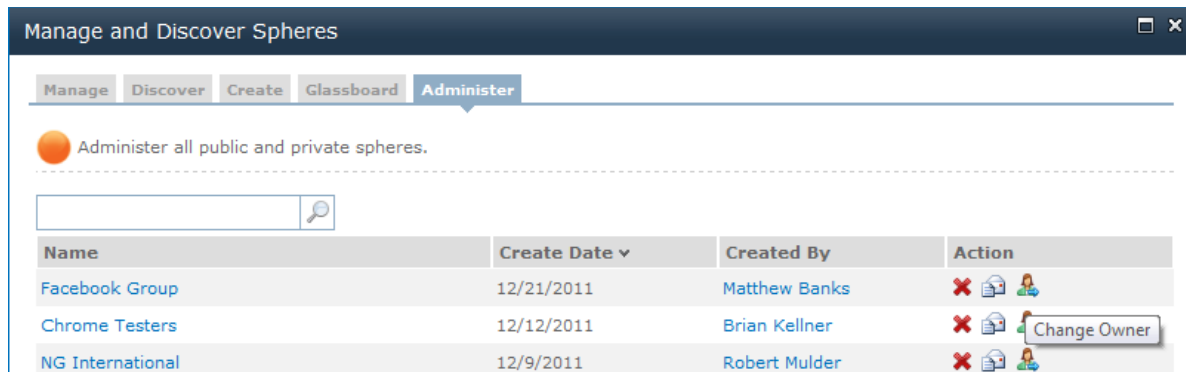 Manage and Discover Spheres
Manage Discover Create Glassboard Administer
Administer all public and private spheres.
Name Create Date Created By Action
Facebook Group 12/21/2011 Matthew Banks
Chrome Testers 12/12/2011 Brian Kellner
Change Owner
NG International 12/9/2011 Robert Mulder